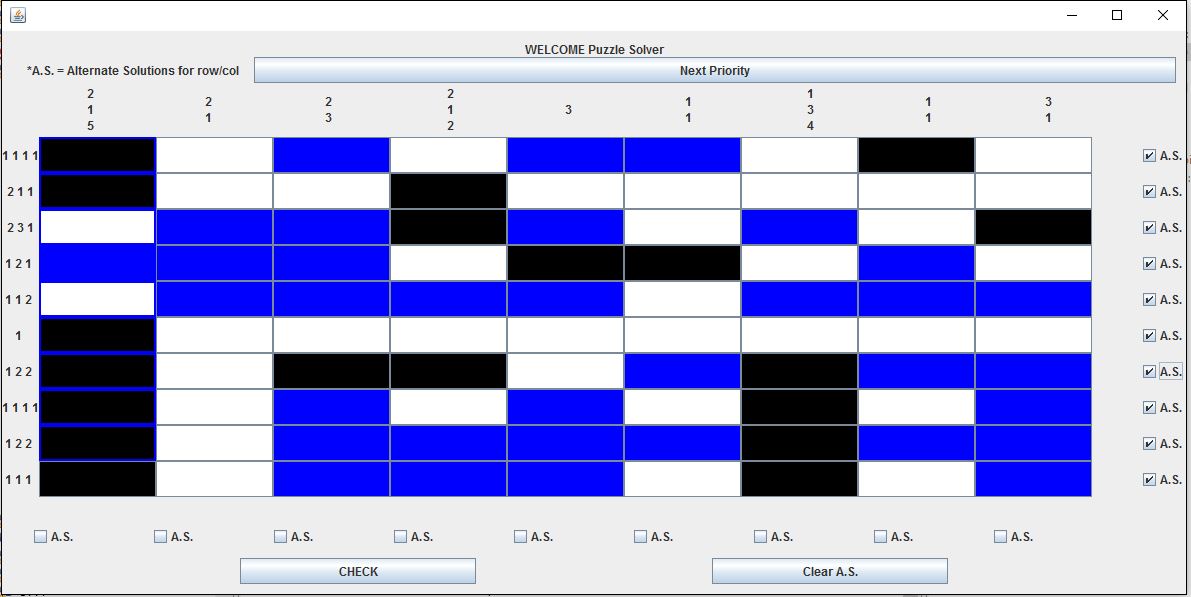 WELCOME Puzzle Solver
*A.S. = Alternate Solutions for row/col
Next Priority
2 2 2 2 3 1 1 1 3
1 1 3 1 1 3 1 1
5 2 4
1 1 1 1 A.S.
2 1 1 A.S.
2 3 1 A.S.
1 2 1 A.S.
1 1 2 A.S.
1 A.S.
1 2 2 A.S.
1 1 1 1 A.S.
1 2 2 A.S.
1 1 1 A.S.
A.S. A.S. A.S. A.S. A.S. A.S. A.S. A.S. A.S.
CHECK Clear A.S.